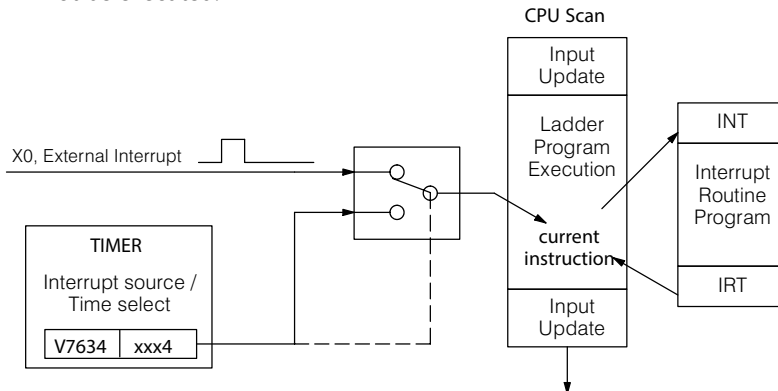 CPU Scan
Input
Update
Ladder
Program
Execution
current
instruction
Input
Update
INT
Interrupt
Routine
Program
IRT
X0, External Interrupt
TIMER
Interrupt source /
Time select
V7634 xxx4